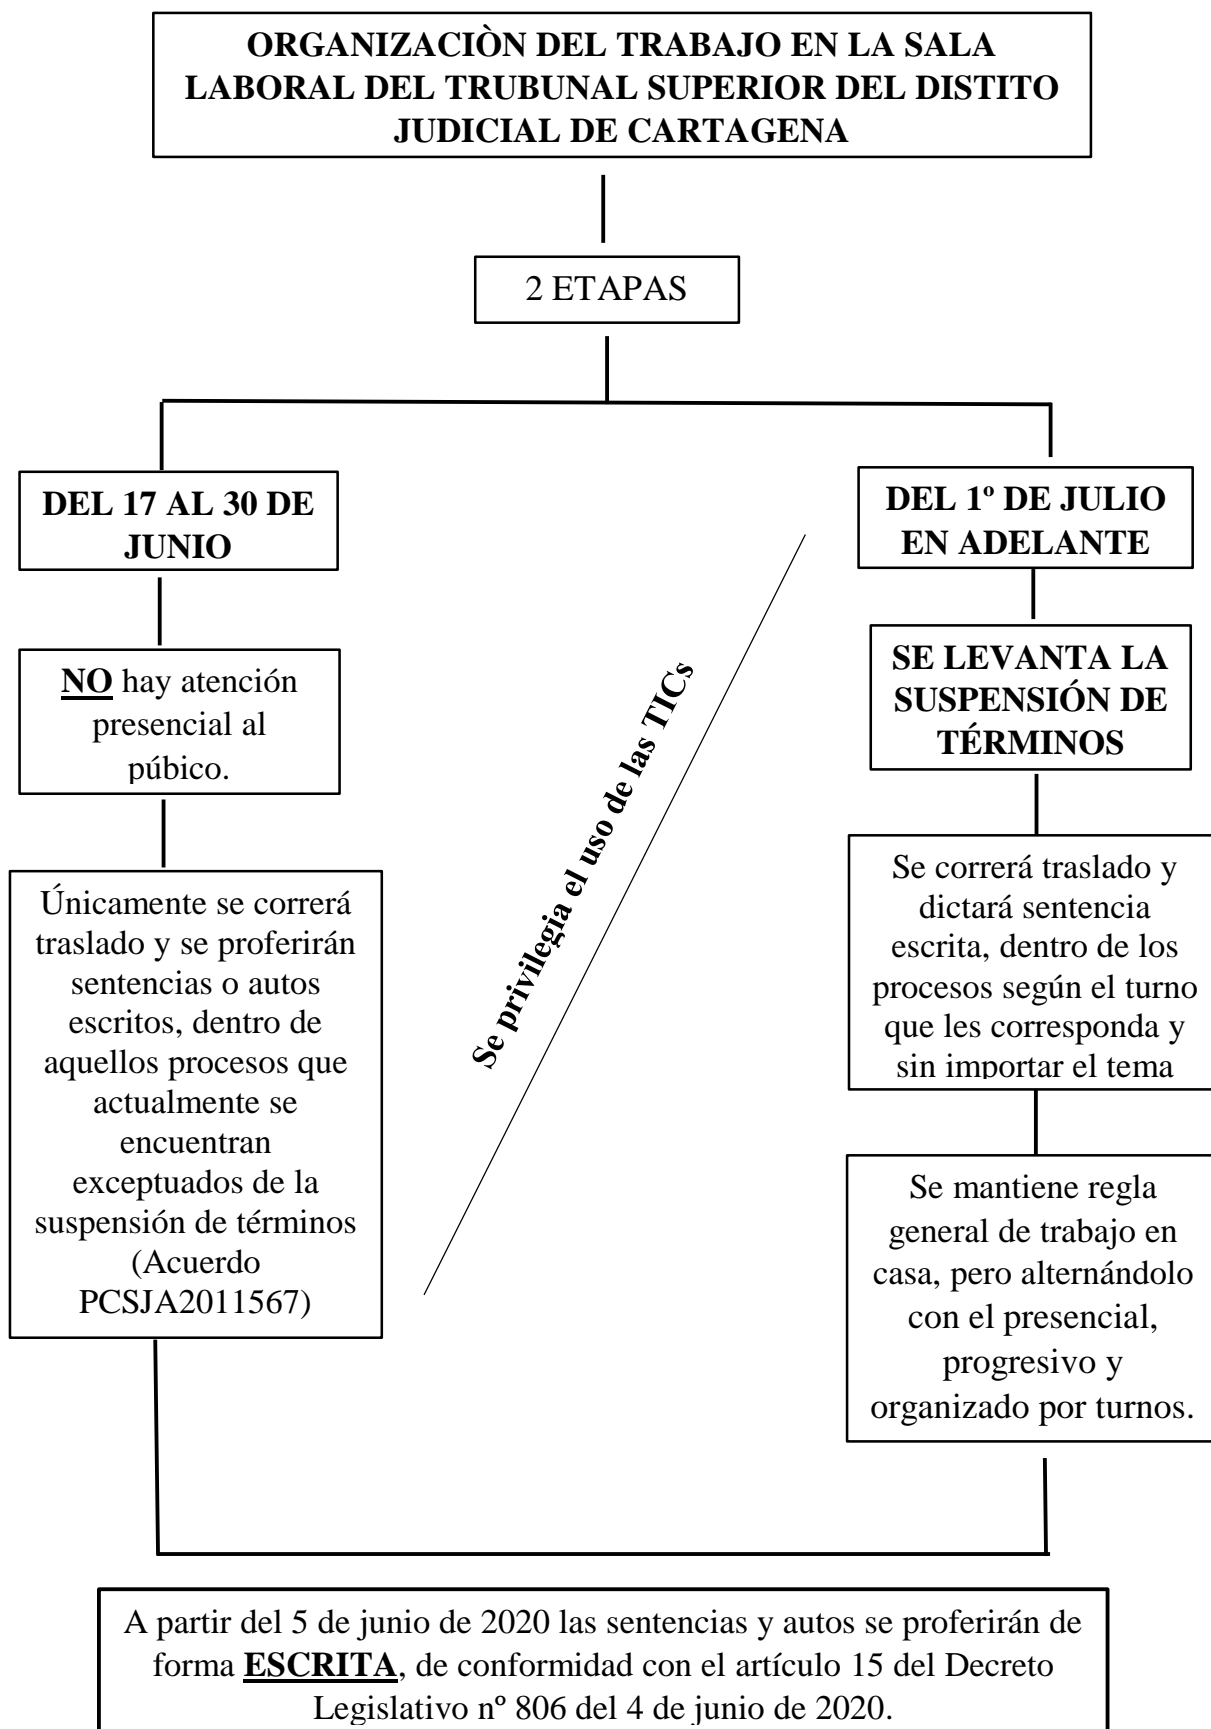 ORGANIZACIÒN DEL TRABAJO EN LA SALA
LABORAL DEL TRUBUNAL SUPERIOR DEL DISTITO
JUDICIAL DE CARTAGENA
2 ETAPAS
DEL 17 AL 30 DE
JUNIO
NO hay atención
presencial al
púbico.
Únicamente se correrá
traslado y se proferirán
sentencias o autos
escritos, dentro de
aquellos procesos que
actualmente se
encuentran
exceptuados de la
suspensión de términos
(Acuerdo
PCSJA2011567)
Se privilegia el uso de las TICs
DEL 1º DE JULIO
EN ADELANTE
SE LEVANTA LA
SUSPENSIÓN DE
TÉRMINOS
Se correrá traslado y
dictará sentencia
escrita, dentro de los
procesos según el turno
que les corresponda y
sin importar el tema
Se mantiene regla
general de trabajo en
casa, pero alternándolo
con el presencial,
progresivo y
organizado por turnos.
A partir del 5 de junio de 2020 las sentencias y autos se proferirán de
forma ESCRITA, de conformidad con el artículo 15 del Decreto
Legislativo nº 806 del 4 de junio de 2020.